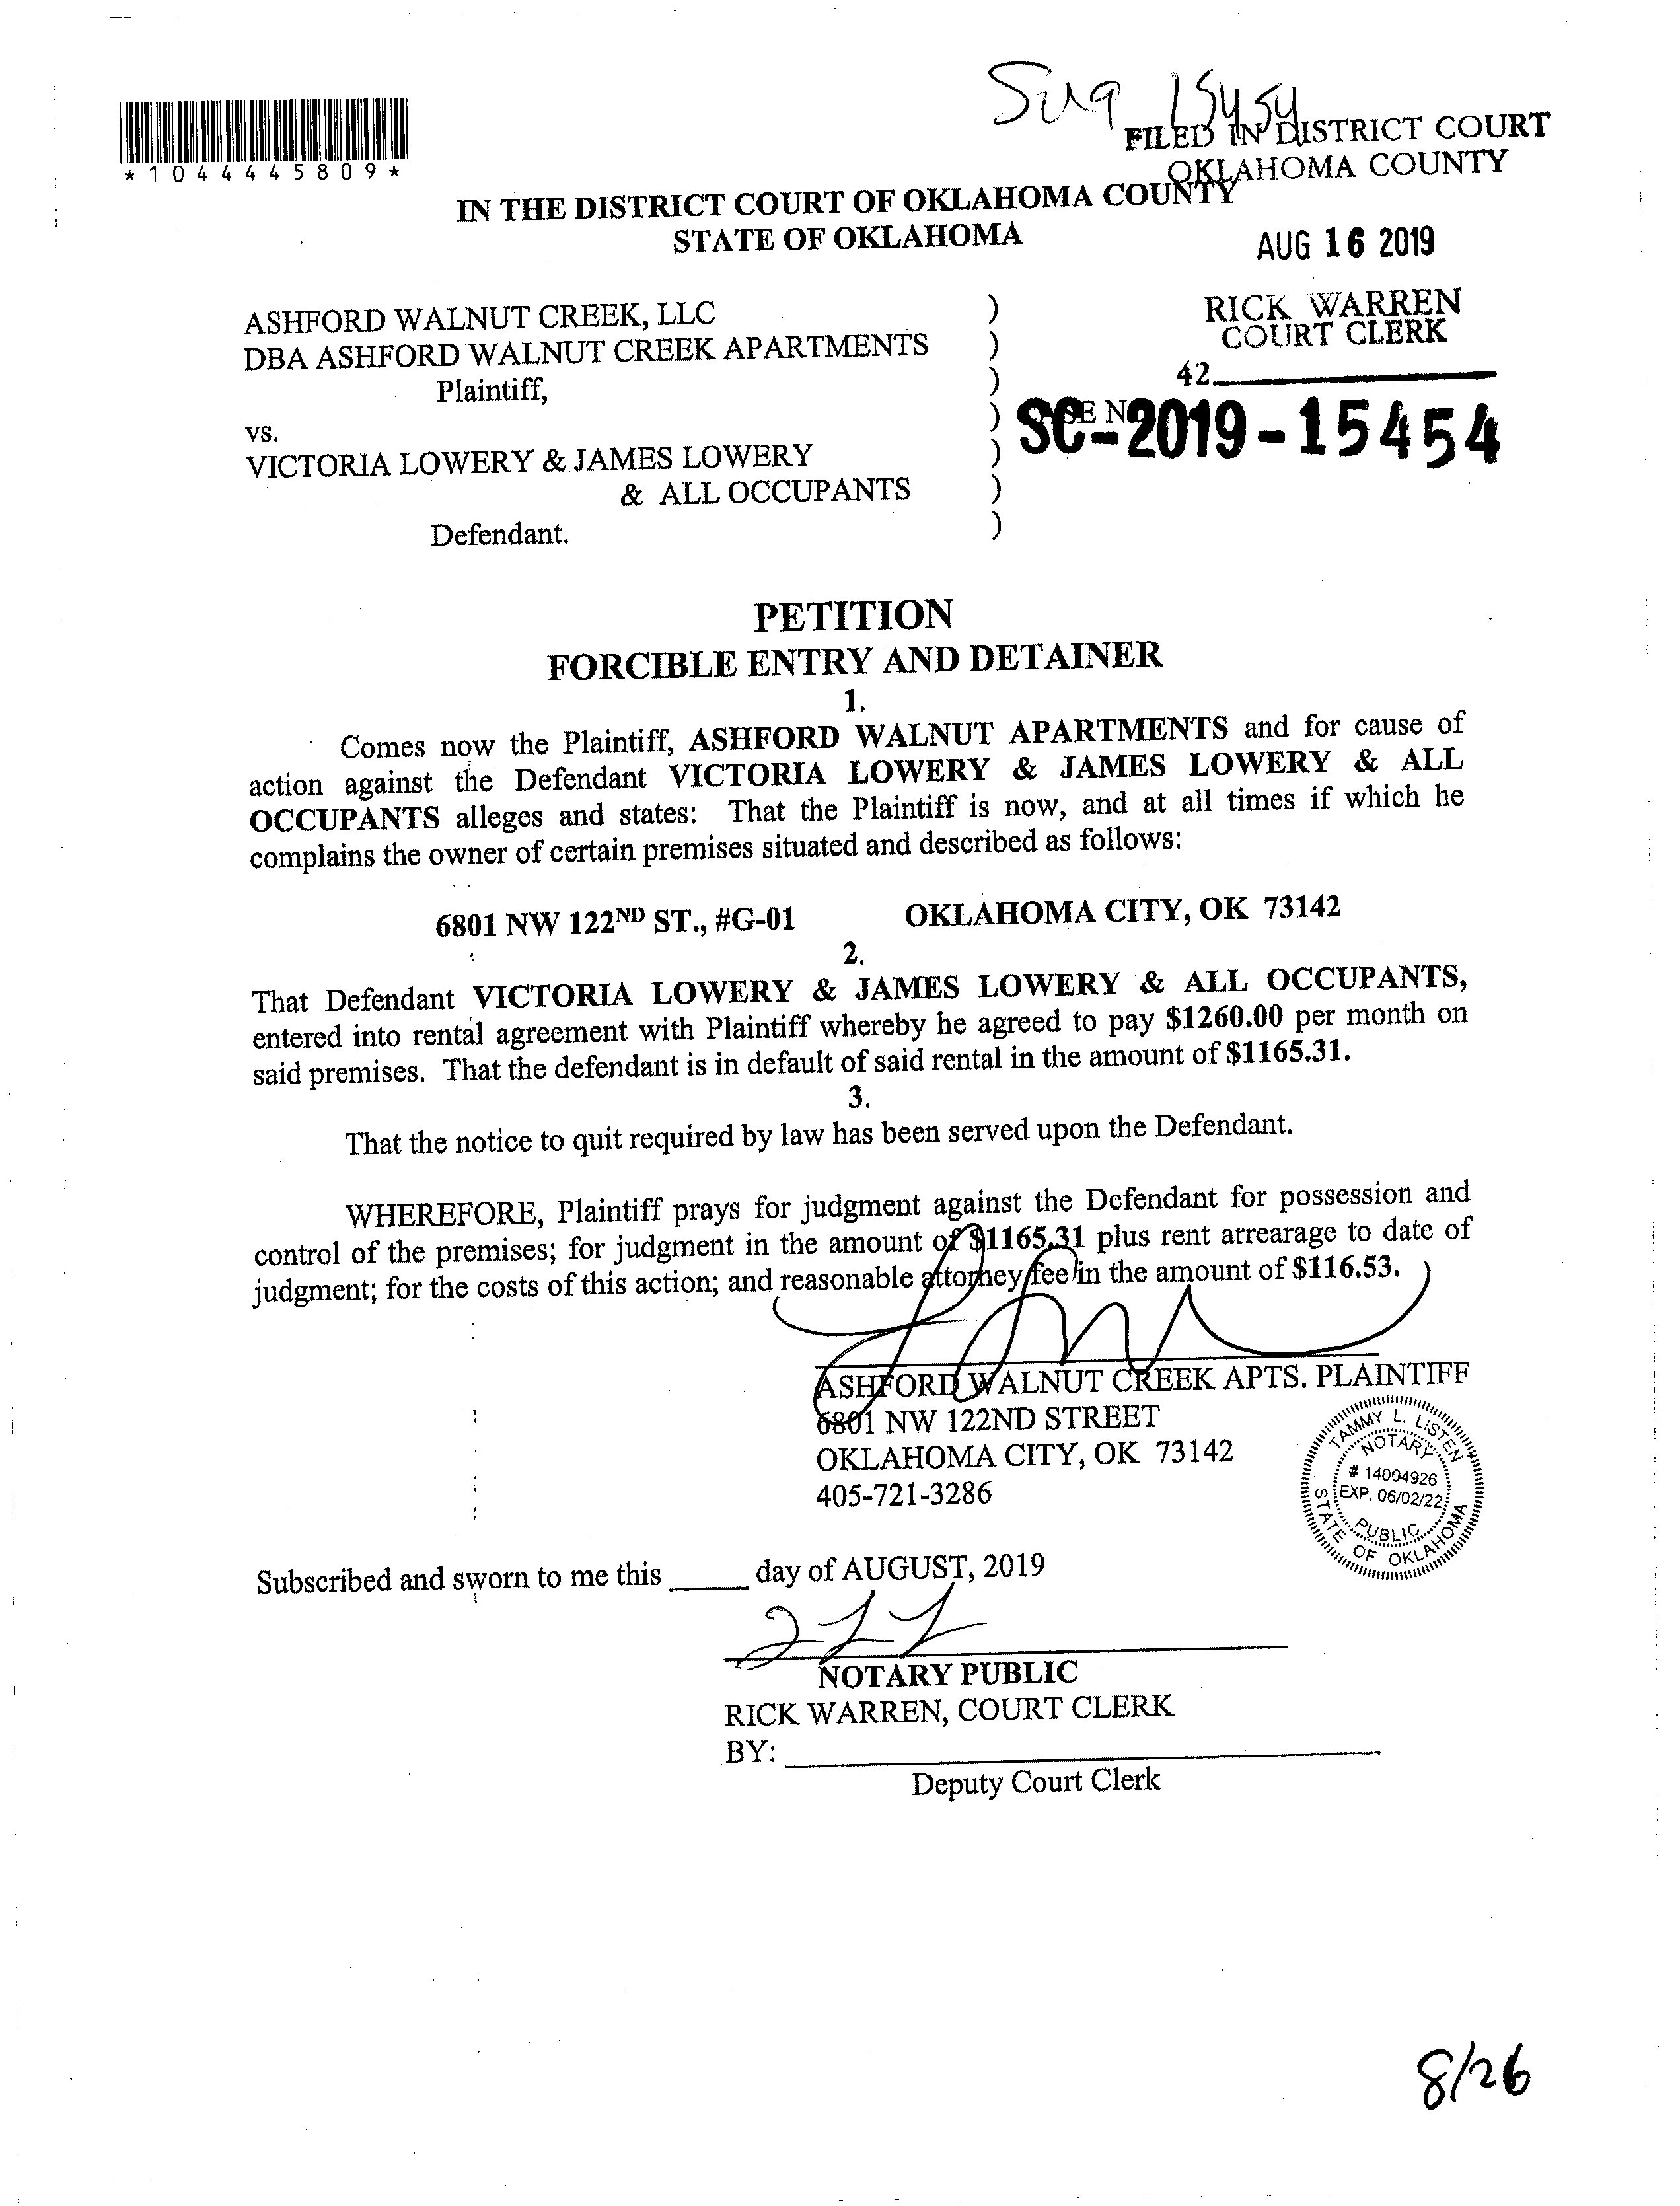 *1044445809*
15454
FILED IN DISTRICT COURT
OKLAHOMA COUNTY
IN THE DISTRICT COURT OF OKLAHOMA COUNTY
STATE OF OKLAHOMA
AUG 16 2019
RICK WARREN
COURT CLERK
42
ASHFORD WALNUT CREEK, LLC )
DBA ASHFORD WALNUT CREEK APARTMENTS )
Plaintiff, )
vs. ) SC-2019-15454
VICTORIA LOWERY & JAMES LOWERY )
& ALL OCCUPANTS )
Defendant. )
PETITION
FORCIBLE ENTRY AND DETAINER
1.
Comes now the Plaintiff, ASHFORD WALNUT APARTMENTS and for cause of
action against the Defendant VICTORIA LOWERY & JAMES LOWERY & ALL
OCCUPANTS alleges and states: That the Plaintiff is now, and at all times if which he
complains the owner of certain premises situated and described as follows:
6801 NW 122ND ST., #G-01 OKLAHOMA CITY, OK 73142
2.
That Defendant VICTORIA LOWERY & JAMES LOWERY & ALL OCCUPANTS,
entered into rental agreement with Plaintiff whereby he agreed to pay $1260.00 per month on
said premises. That the defendant is in default of said rental in the amount of $1165.31.
3.
That the notice to quit required by law has been served upon the Defendant.
WHEREFORE, Plaintiff prays for judgment against the Defendant for possession and
control of the premises; for judgment in the amount of $1165.31 plus rent arrearage to date of
judgment; for the costs of this action; and reasonable attorney fee in the amount of $116.53.
ASHFORD WALNUT CREEK APTS. PLAINTIFF
6801 NW 122ND STREET
OKLAHOMA CITY, OK 73142
405-721-3286
TAMMY L. LISTEN
NOTARY
# 14004926
EXP. 06/02/22
PUBLIC
STATE OF OKLAHOMA
Subscribed and sworn to me this _____ day of AUGUST, 2019
NOTARY PUBLIC
RICK WARREN, COURT CLERK
BY:
Deputy Court Clerk
8/26